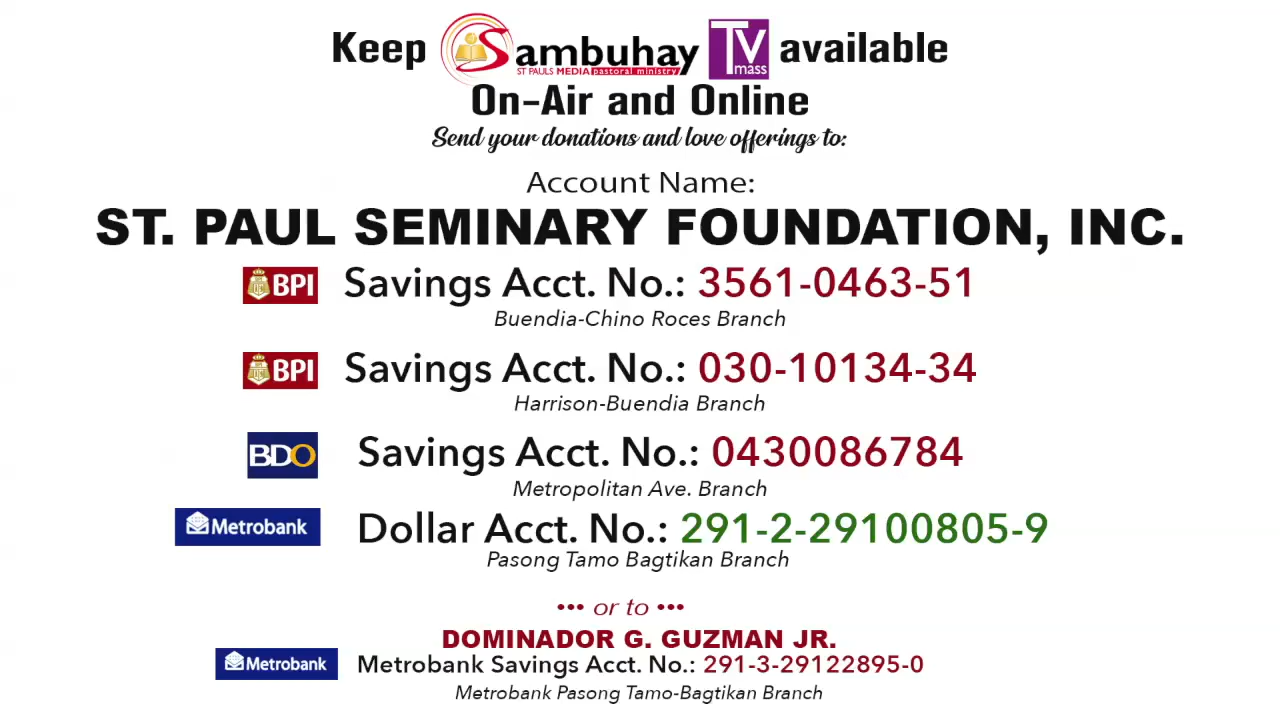 Keep Sambuhay TV mass available
ST PAULS MEDIA pastoral ministry
On-Air and Online
Send your donations and love offerings to:
Account Name:
ST. PAUL SEMINARY FOUNDATION, INC.
BPI Savings Acct. No.: 3561-0463-51
Buendia-Chino Roces Branch
BPI Savings Acct. No.: 030-10134-34
Harrison-Buendia Branch
BDO Savings Acct. No.: 0430086784
Metropolitan Ave. Branch
Metrobank Dollar Acct. No.: 291-2-29100805-9
Pasong Tamo Bagtikan Branch
••• or to •••
DOMINADOR G. GUZMAN JR.
Metrobank Metrobank Savings Acct. No.: 291-3-29122895-0
Metrobank Pasong Tamo-Bagtikan Branch